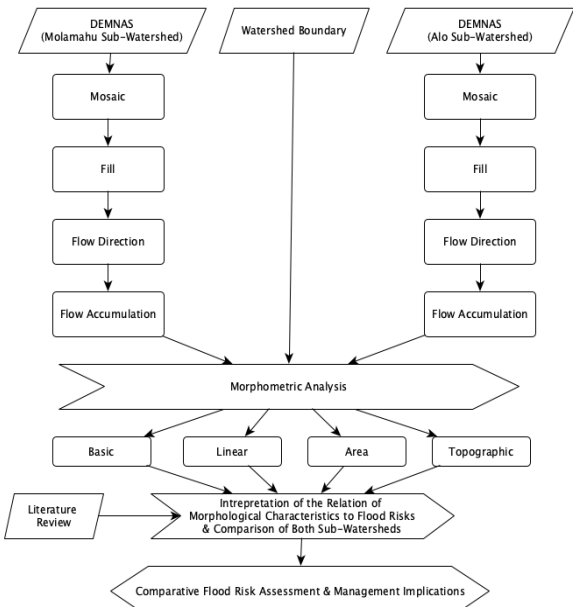 DEMNAS
(Molamahu Sub-Watershed)
Watershed Boundary
DEMNAS
(Alo Sub-Watershed)
Mosaic
Mosaic
Fill
Fill
Flow Direction
Flow Direction
Flow Accumulation
Flow Accumulation
Morphometric Analysis
Basic
Linear
Area
Topographic
Literature
Review
Intrepretation of the Relation of
Morphological Characteristics to Flood Risks
& Comparison of Both Sub-Watersheds
Comparative Flood Risk Assessment & Management Implications